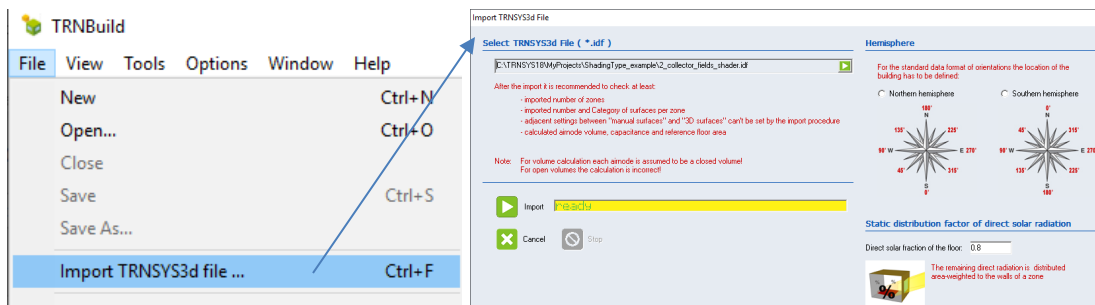 TRNBuild
File View Tools Options Window Help
New Ctrl+N
Open... Ctrl+O
Close
Save Ctrl+S
Save As...
Import TRNSYS3d file ... Ctrl+F
Import TRNSYS3d File
Select TRNSYS3d File ( *.idf )
C:\TRNSYS18\MyProjects\ShadingType_example\2_collector_fields_shader.idf
After the import it is recommended to check at least:
- imported number of zones
- imported number and Category of surfaces per zone
- adjacent settings between "manual surfaces" and "3D surfaces" can't be set by the import procedure
- calculated airnode volume, capacitance and reference floor area
Note: For volume calculation each airnode is assumed to be a closed volume!
For open volumes the calculation is incorrect!
Import ready
Cancel Stop
Hemisphere
For the standard data format of orientations the location of the
building has to be defined:
Northern hemisphere Southern hemisphere
180° 0°
N N
135° 225° 45° 315°
90° W E 270° 90° W E 270°
45° 315° 135° 225°
S S
0° 180°
Static distribution factor of direct solar radiation
Direct solar fraction of the floor: 0.8
The remaining direct radiation is distributed
area-weighted to the walls of a zone
%